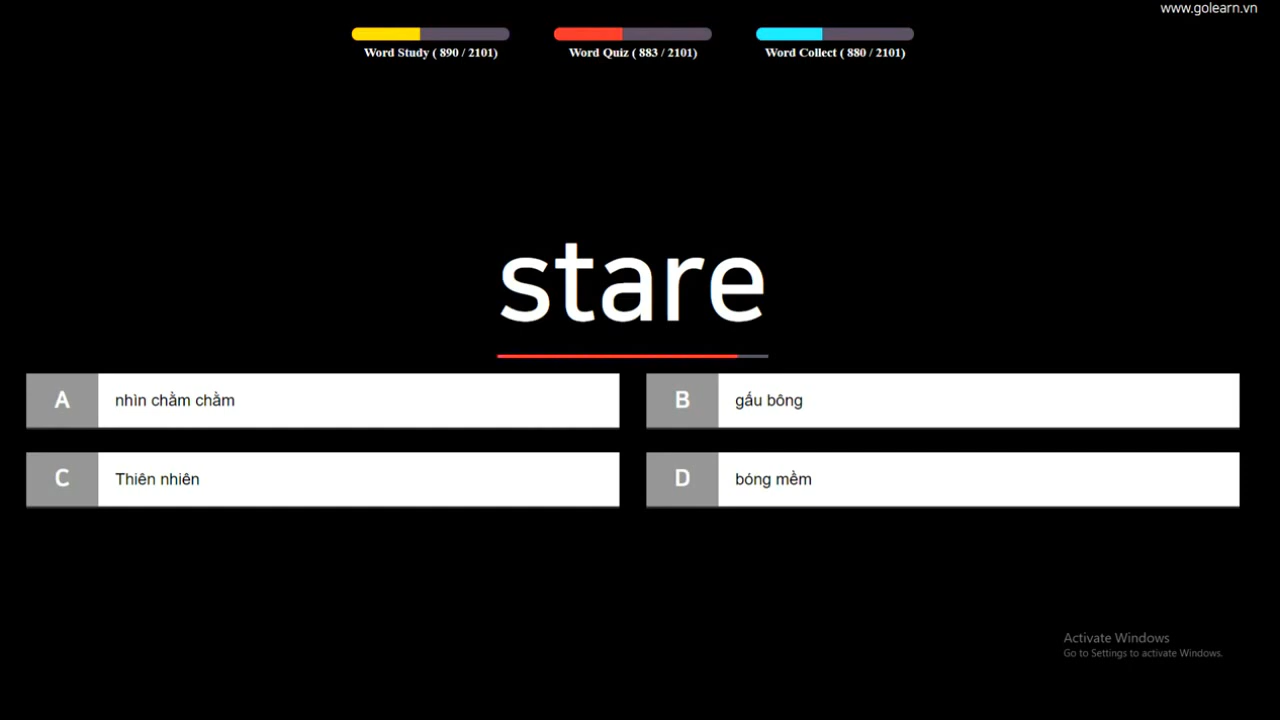 www.golearn.vn
Word Study ( 890 / 2101)
Word Quiz ( 883 / 2101)
Word Collect ( 880 / 2101)
stare
A nhìn chằm chằm
B gấu bông
C Thiên nhiên
D bóng mềm
Activate Windows
Go to Settings to activate Windows.